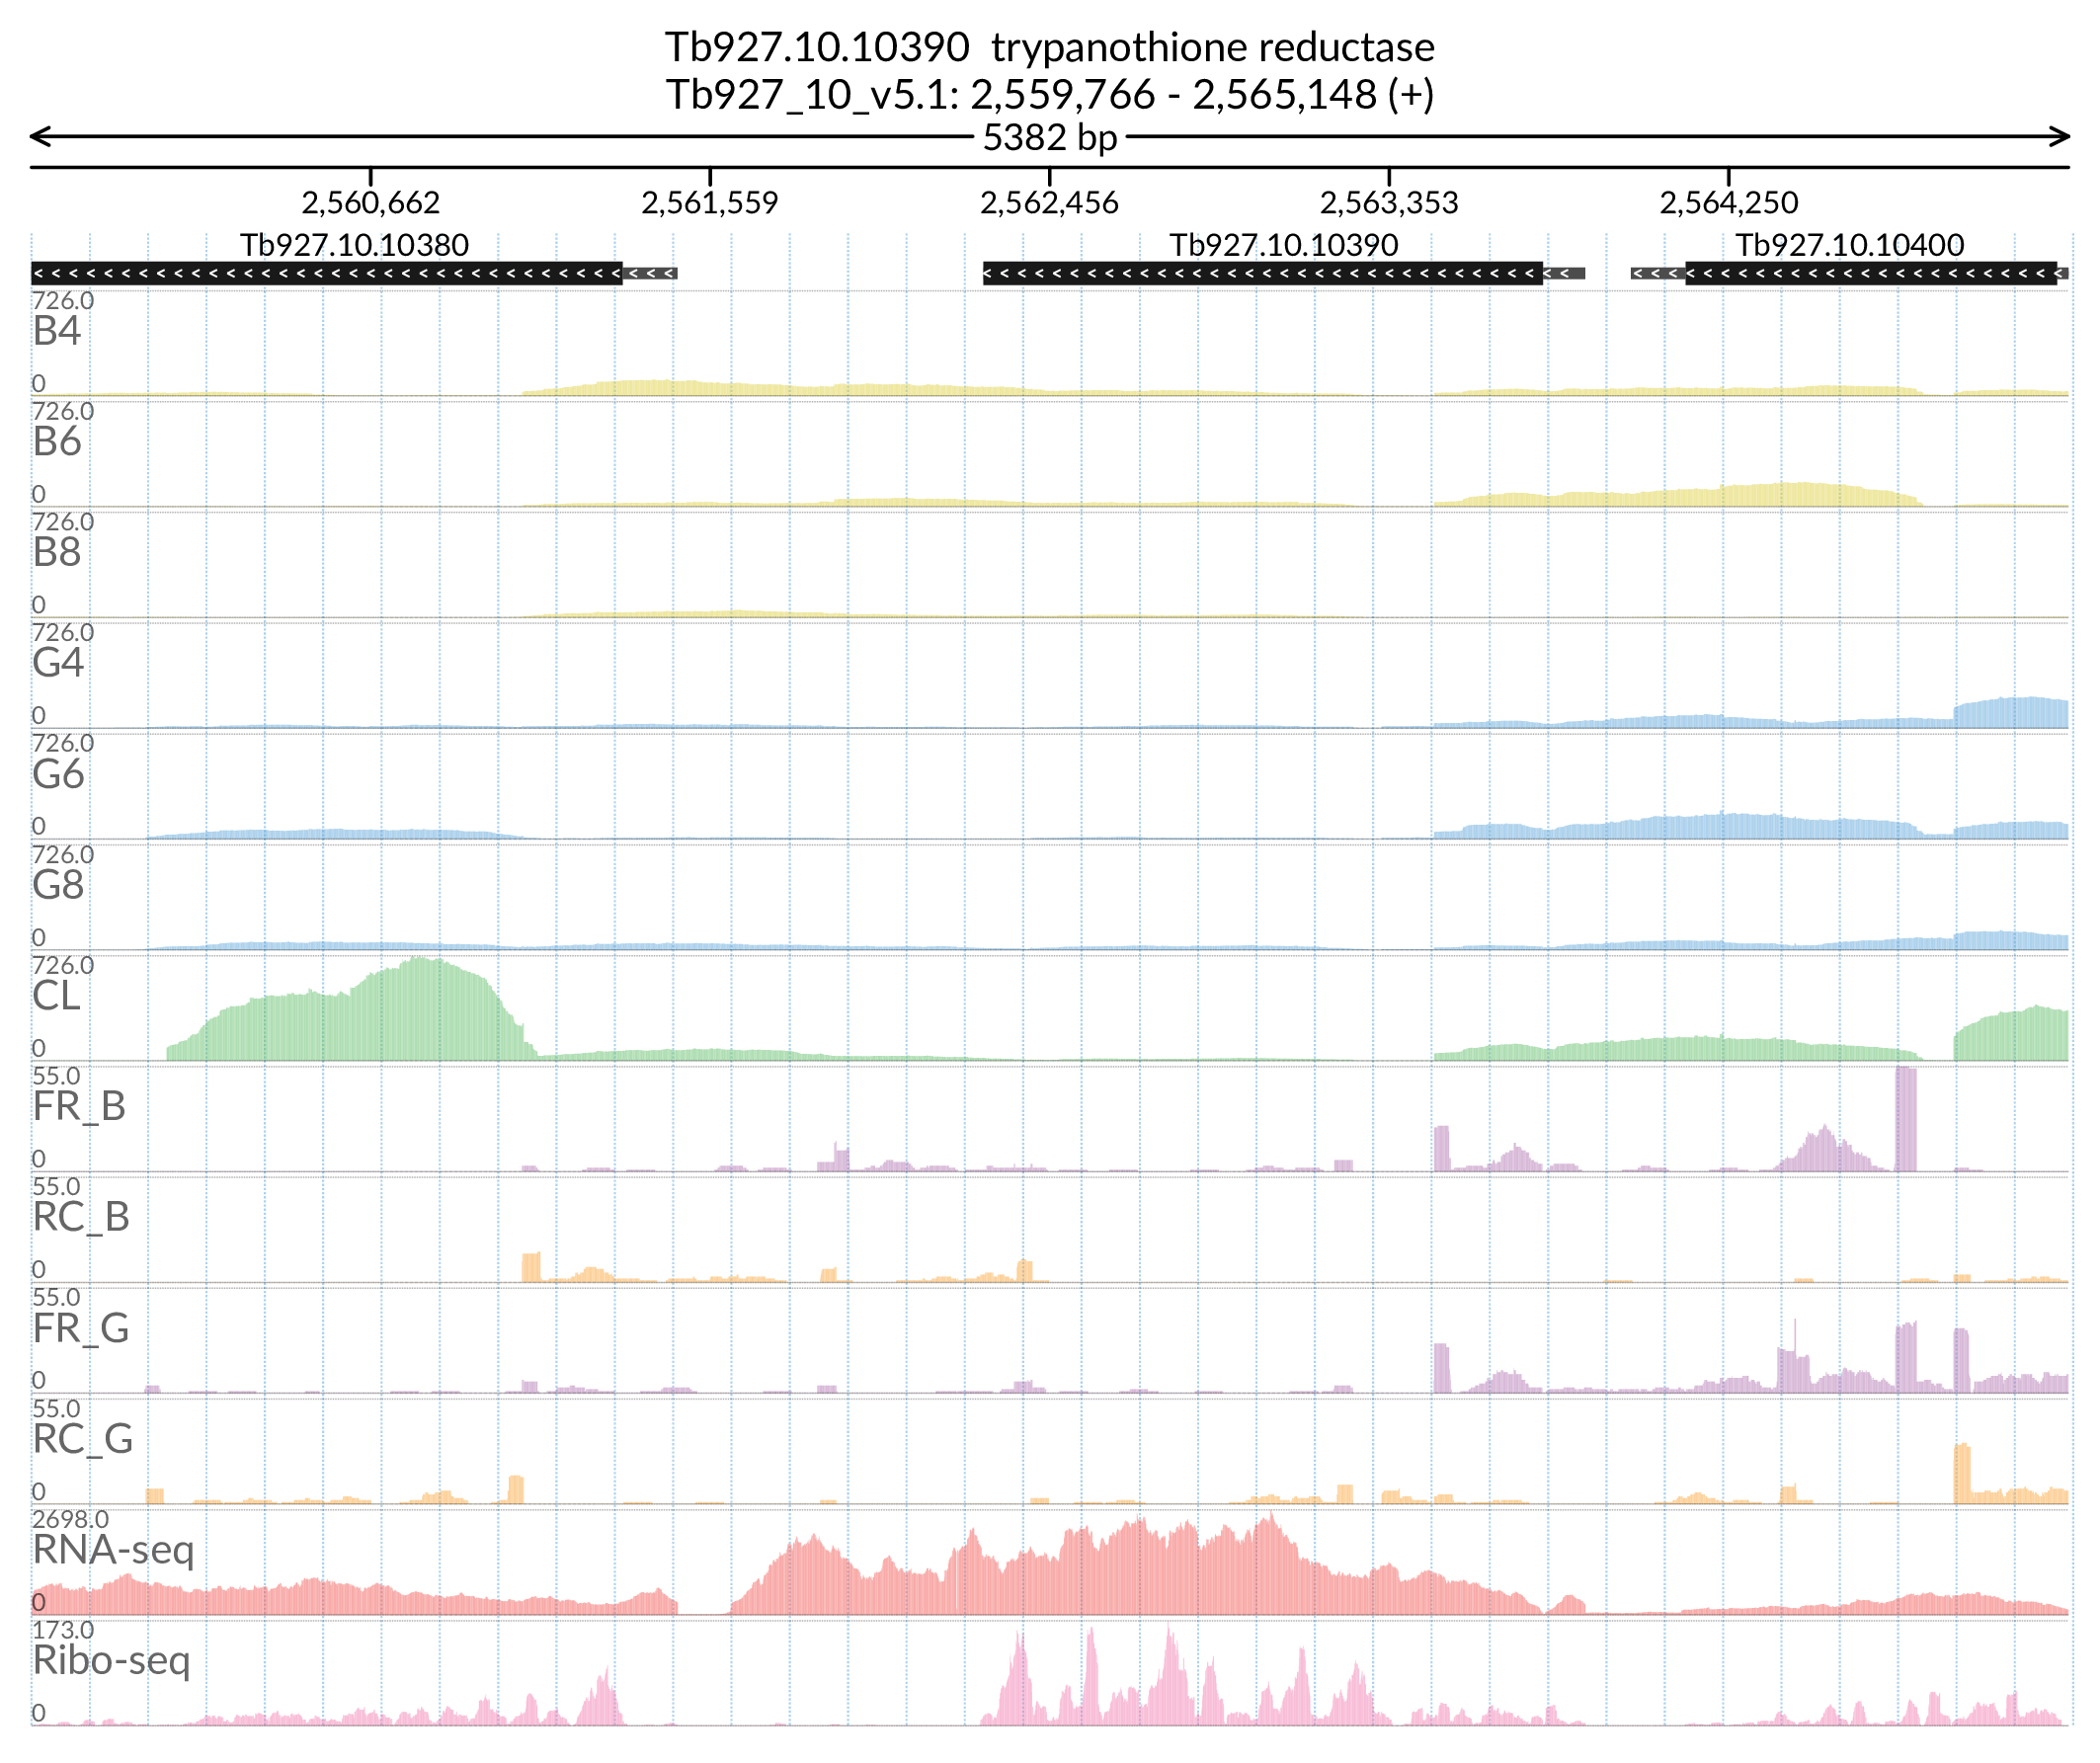 Tb927.10.10390 trypanothione reductase
Tb927_10_v5.1: 2,559,766 - 2,565,148 (+)
5382 bp
2,560,662 2,561,559 2,562,456 2,563,353 2,564,250
Tb927.10.10380 Tb927.10.10390 Tb927.10.10400
726.0
B4
0
726.0
B6
0
726.0
B8
0
726.0
G4
0
726.0
G6
0
726.0
G8
0
726.0
CL
0
55.0
FR_B
0
55.0
RC_B
0
55.0
FR_G
0
55.0
RC_G
0
2698.0
RNA-seq
0
173.0
Ribo-seq
0